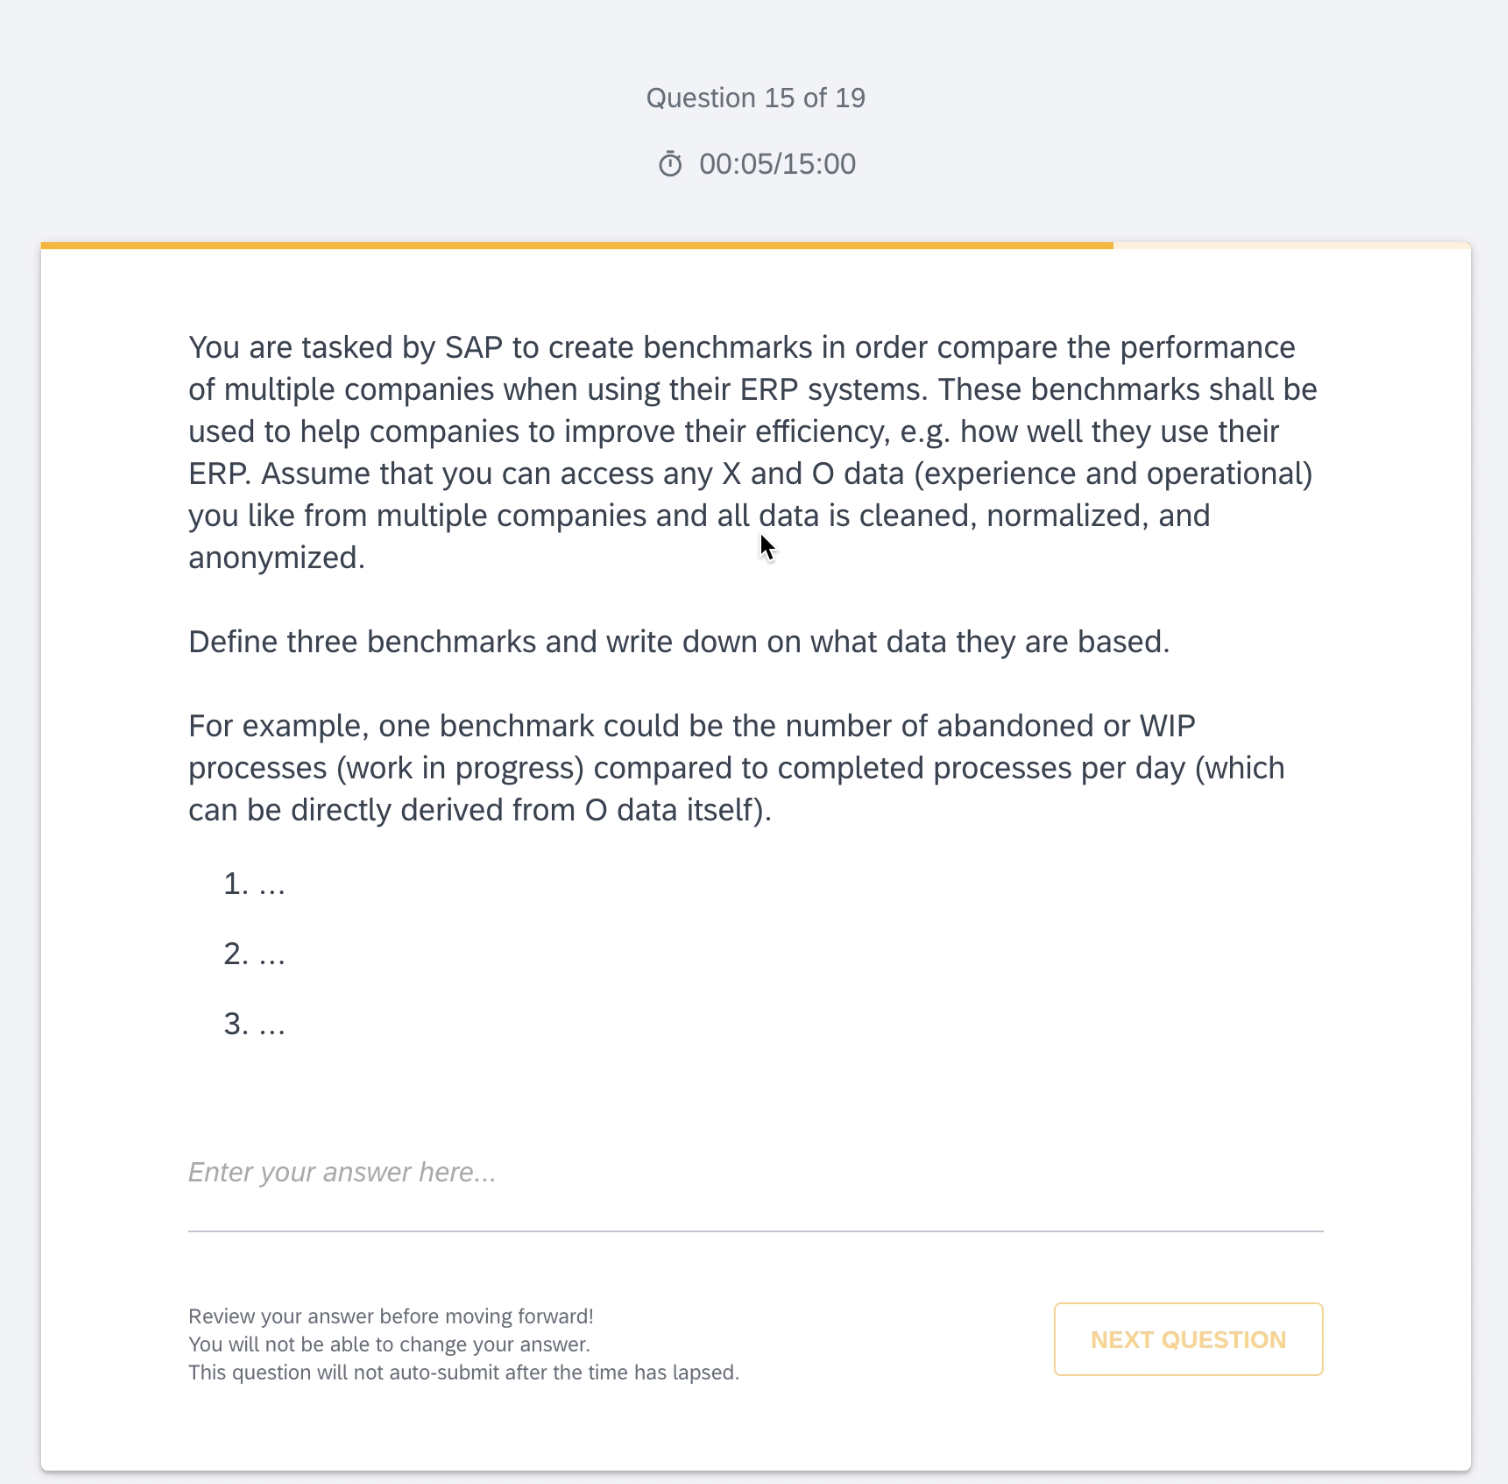 Question 15 of 19
00:05/15:00
You are tasked by SAP to create benchmarks in order compare the performance
of multiple companies when using their ERP systems. These benchmarks shall be
used to help companies to improve their efficiency, e.g. how well they use their
ERP. Assume that you can access any X and O data (experience and operational)
you like from multiple companies and all data is cleaned, normalized, and
anonymized.
Define three benchmarks and write down on what data they are based.
For example, one benchmark could be the number of abandoned or WIP
processes (work in progress) compared to completed processes per day (which
can be directly derived from O data itself).
1. ...
2. ...
3. ...
Enter your answer here...
Review your answer before moving forward!
You will not be able to change your answer.
This question will not auto-submit after the time has lapsed.
NEXT QUESTION